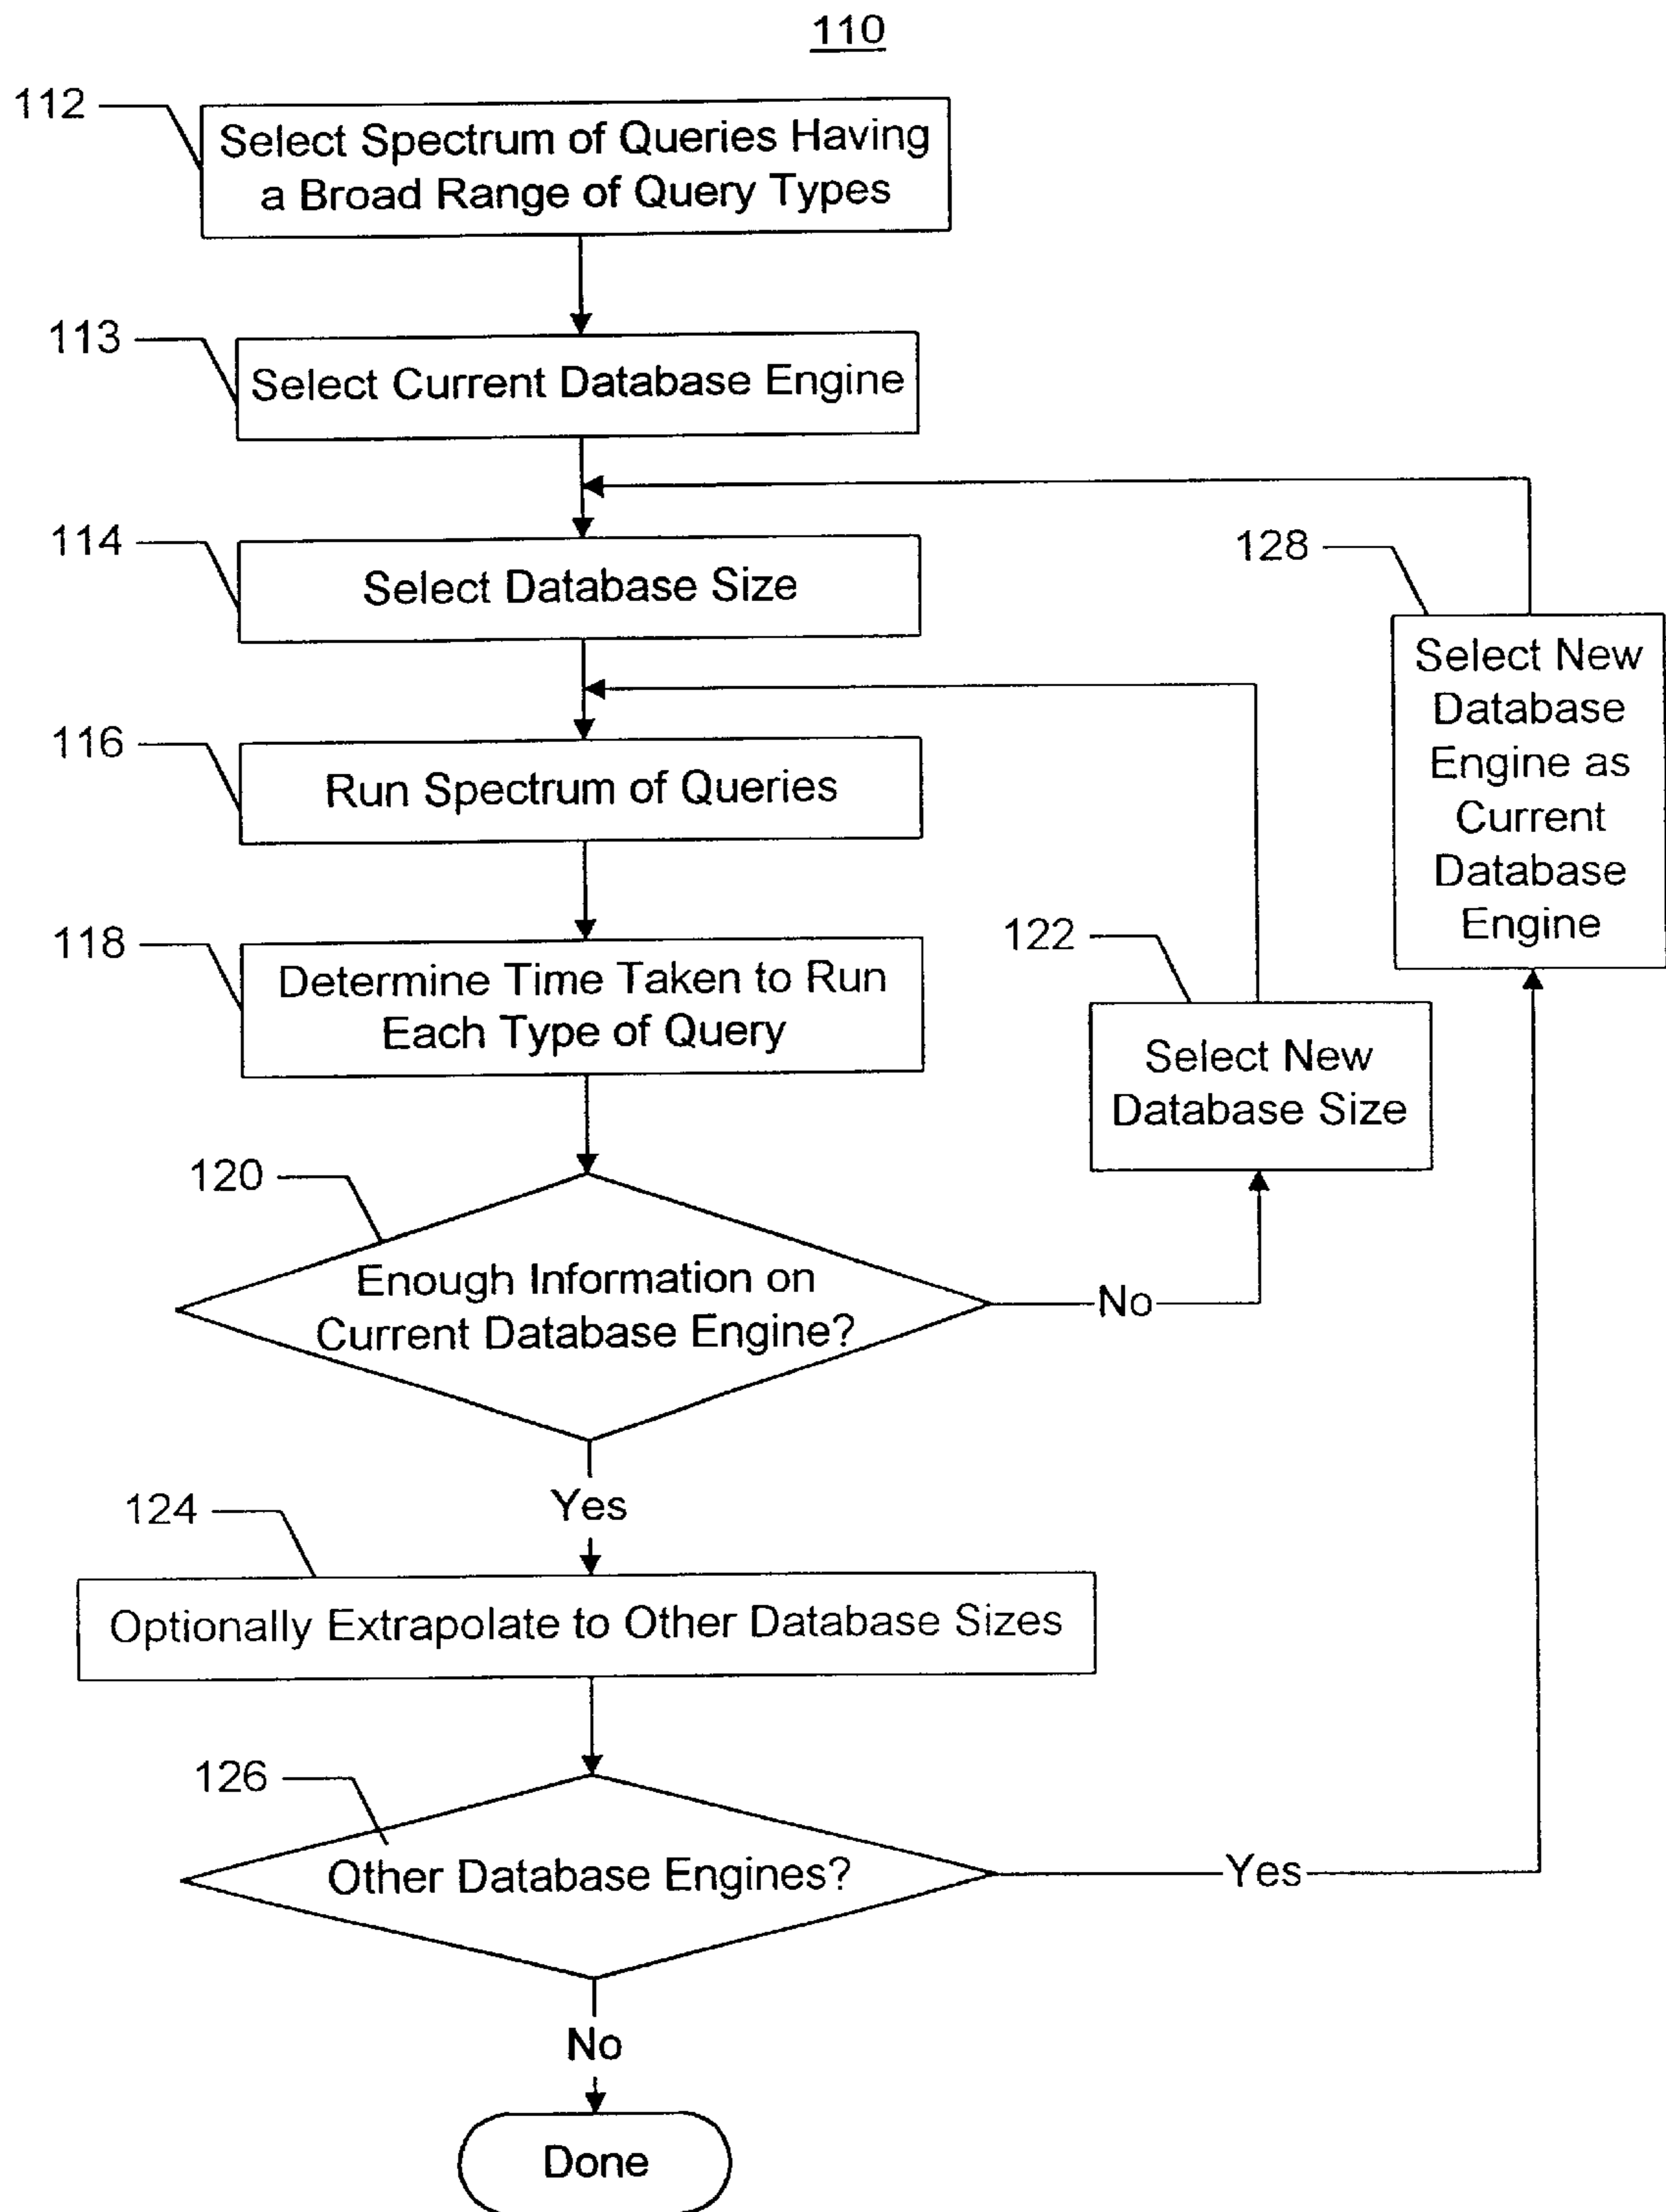 110
112
Select Spectrum of Queries Having
a Broad Range of Query Types
113
Select Current Database Engine
114
Select Database Size
128
Select New
Database
Engine as
Current
Database
Engine
116
Run Spectrum of Queries
118
Determine Time Taken to Run
Each Type of Query
122
Select New
Database Size
120
Enough Information on
Current Database Engine?
No
Yes
124
Optionally Extrapolate to Other Database Sizes
126
Other Database Engines?
Yes
No
Done